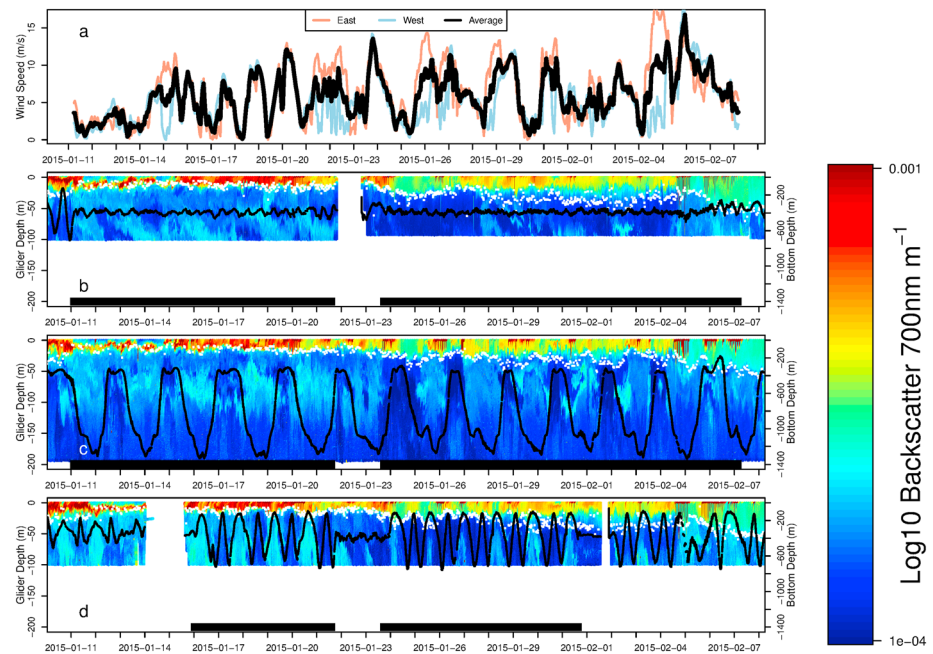 East West Average
a
Wind Speed (m/s)
0 5 10 15
2015-01-11 2015-01-14 2015-01-17 2015-01-20 2015-01-23 2015-01-26 2015-01-29 2015-02-01 2015-02-04 2015-02-07
b
Glider Depth (m)
0 -50 -100 -150 -200
Bottom Depth (m)
-200 -600 -1000 -1400
2015-01-11 2015-01-14 2015-01-17 2015-01-20 2015-01-23 2015-01-26 2015-01-29 2015-02-01 2015-02-04 2015-02-07
c
Glider Depth (m)
0 -50 -100 -150 -200
Bottom Depth (m)
-200 -600 -1000 -1400
2015-01-11 2015-01-14 2015-01-17 2015-01-20 2015-01-23 2015-01-26 2015-01-29 2015-02-01 2015-02-04 2015-02-07
d
Glider Depth (m)
0 -50 -100 -150 -200
Bottom Depth (m)
-200 -600 -1000 -1400
2015-01-11 2015-01-14 2015-01-17 2015-01-20 2015-01-23 2015-01-26 2015-01-29 2015-02-01 2015-02-04 2015-02-07
0.001
Log10 Backscatter 700nm m⁻¹
1e-04